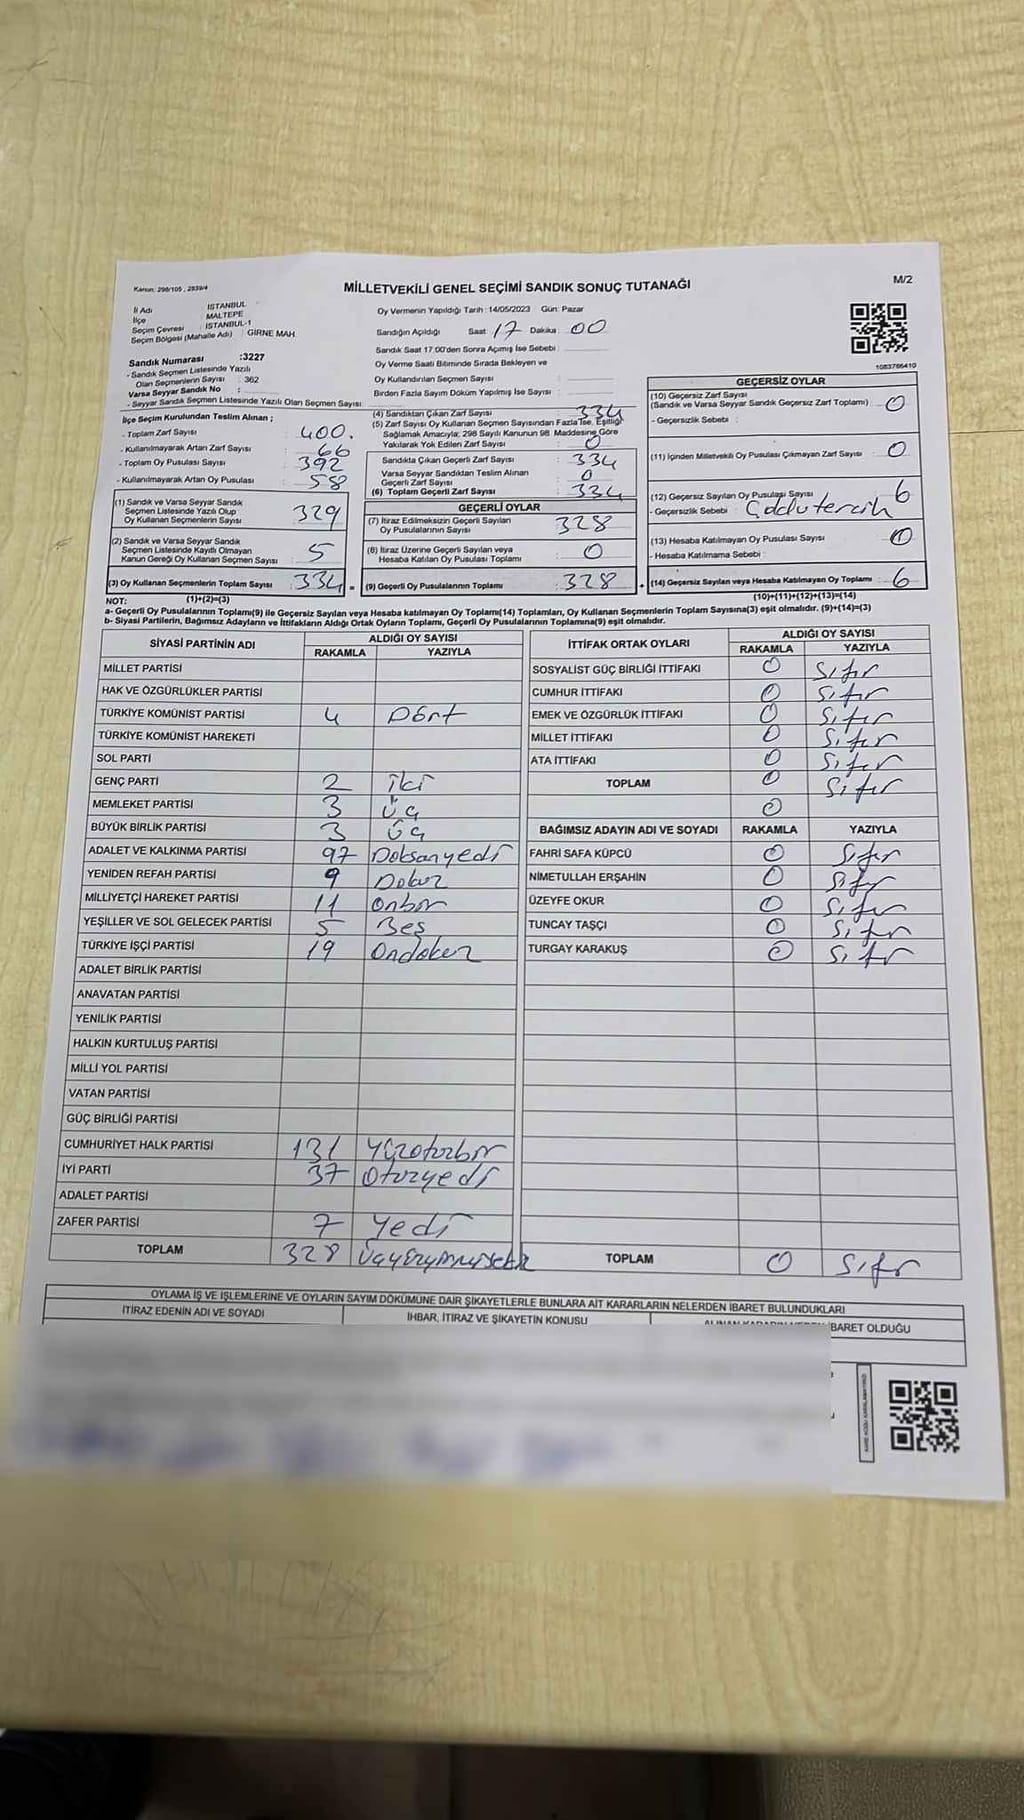 Kanun: 298/105 , 2839/4
MİLLETVEKİLİ GENEL SEÇİMİ SANDIK SONUÇ TUTANAĞI
M/2
İl Adı : İSTANBUL
İlçe : MALTEPE
Seçim Çevresi : İSTANBUL-1
Seçim Bölgesi (Mahalle Adı) : GİRNE MAH.
Sandık Numarası :3227
- Sandık Seçmen Listesinde Yazılı
Olan Seçmenlerin Sayısı : 362
Varsa Seyyar Sandık No :
- Seyyar Sandık Seçmen Listesinde Yazılı Olan Seçmen Sayısı:
Oy Vermenin Yapıldığı Tarih :14/05/2023 Gün: Pazar
Sandığın Açıldığı Saat : 17 Dakika : 00
Sandık Saat 17:00'den Sonra Açılmış İse Sebebi :
Oy Verme Saati Bitiminde Sırada Bekleyen ve
Oy Kullandırılan Seçmen Sayısı :
Birden Fazla Sayım Döküm Yapılmış İse Sayısı :
1083766410
İlçe Seçim Kurulundan Teslim Alınan ;
- Toplam Zarf Sayısı : 400.
- Kullanılmayarak Artan Zarf Sayısı : 66
- Toplam Oy Pusulası Sayısı : 392
- Kullanılmayarak Artan Oy Pusulası : 58
(1) Sandık ve Varsa Seyyar Sandık
Seçmen Listesinde Yazılı Olup
Oy Kullanan Seçmenlerin Sayısı : 329
(2) Sandık ve Varsa Seyyar Sandık
Seçmen Listesinde Kayıtlı Olmayan
Kanun Gereği Oy Kullanan Seçmen Sayısı : 5
(3) Oy Kullanan Seçmenlerin Toplam Sayısı : 334 =
(4) Sandıktan Çıkan Zarf Sayısı : 334
(5) Zarf Sayısı Oy Kullanan Seçmen Sayısından Fazla İse, Eşitliği
Sağlamak Amacıyla; 298 Sayılı Kanunun 98. Maddesine Göre
Yakılarak Yok Edilen Zarf Sayısı : 0
Sandıkta Çıkan Geçerli Zarf Sayısı : 334
Varsa Seyyar Sandıktan Teslim Alınan
Geçerli Zarf Sayısı : 0
(6) Toplam Geçerli Zarf Sayısı : 334
GEÇERLİ OYLAR
(7) İtiraz Edilmeksizin Geçerli Sayılan
Oy Pusulalarının Sayısı : 328
(8) İtiraz Üzerine Geçerli Sayılan veya
Hesaba Katılan Oy Pusulası Toplamı : 0
(9) Geçerli Oy Pusulalarının Toplamı : 328 +
GEÇERSİZ OYLAR
(10) Geçersiz Zarf Sayısı
(Sandık ve Varsa Seyyar Sandık Geçersiz Zarf Toplamı) : 0
- Geçersizlik Sebebi :
(11) İçinden Milletvekili Oy Pusulası Çıkmayan Zarf Sayısı : 0
(12) Geçersiz Sayılan Oy Pusulası Sayısı : 6
- Geçersizlik Sebebi :
(13) Hesaba Katılmayan Oy Pusulası Sayısı : 0
- Hesaba Katılmama Sebebi :
(14) Geçersiz Sayılan veya Hesaba Katılmayan Oy Toplamı : 6
NOT: (1)+(2)=(3)
(10)+(11)+(12)+(13)=(14)
a- Geçerli Oy Pusulalarının Toplamı(9) ile Geçersiz Sayılan veya Hesaba katılmayan Oy Toplamı(14) Toplamları, Oy Kullanan Seçmenlerin Toplam Sayısına(3) eşit olmalıdır. (9)+(14)=(3)
b- Siyasi Partilerin, Bağımsız Adayların ve İttifakların Aldığı Ortak Oyların Toplamı, Geçerli Oy Pusulalarının Toplamına(9) eşit olmalıdır.
SİYASİ PARTİNİN ADI ALDIĞI OY SAYISI
RAKAMLA YAZIYLA
MİLLET PARTİSİ
HAK VE ÖZGÜRLÜKLER PARTİSİ
TÜRKİYE KOMÜNİST PARTİSİ 4 Dört
TÜRKİYE KOMÜNİST HAREKETİ
SOL PARTİ
GENÇ PARTİ 2 iki
MEMLEKET PARTİSİ 3 üç
BÜYÜK BİRLİK PARTİSİ 3 üç
ADALET VE KALKINMA PARTİSİ 97 Doksanyedi
YENİDEN REFAH PARTİSİ 9 Dokuz
MİLLİYETÇİ HAREKET PARTİSİ 11 Onbir
YEŞİLLER VE SOL GELECEK PARTİSİ 5 Beş
TÜRKİYE İŞÇİ PARTİSİ 19 Ondokuz
ADALET BİRLİK PARTİSİ
ANAVATAN PARTİSİ
YENİLİK PARTİSİ
HALKIN KURTULUŞ PARTİSİ
MİLLİ YOL PARTİSİ
VATAN PARTİSİ
GÜÇ BİRLİĞİ PARTİSİ
CUMHURİYET HALK PARTİSİ 131 Yüzotuzbir
İYİ PARTİ 37 Otuzyedi
ADALET PARTİSİ
ZAFER PARTİSİ 7 Yedi
TOPLAM 328 Üçyüzyirmisekiz
İTTİFAK ORTAK OYLARI ALDIĞI OY SAYISI
RAKAMLA YAZIYLA
SOSYALİST GÜÇ BİRLİĞİ İTTİFAKI 0 Sıfır
CUMHUR İTTİFAKI 0 Sıfır
EMEK VE ÖZGÜRLÜK İTTİFAKI 0 Sıfır
MİLLET İTTİFAKI 0 Sıfır
ATA İTTİFAKI 0 Sıfır
TOPLAM 0 Sıfır
0
BAĞIMSIZ ADAYIN ADI VE SOYADI RAKAMLA YAZIYLA
FAHRİ SAFA KÜPCÜ 0 Sıfır
NİMETULLAH ERŞAHİN 0 Sıfır
ÜZEYFE OKUR 0 Sıfır
TUNCAY TAŞÇI 0 Sıfır
TURGAY KARAKUŞ 0 Sıfır
TOPLAM 0 Sıfır
OYLAMA İŞ VE İŞLEMLERİNE VE OYLARIN SAYIM DÖKÜMÜNE DAİR ŞİKAYETLERLE BUNLARA AİT KARARLARIN NELERDEN İBARET BULUNDUKLARI
İTİRAZ EDENİN ADI VE SOYADI
İHBAR, İTİRAZ VE ŞİKAYETİN KONUSU
İBARET OLDUĞU